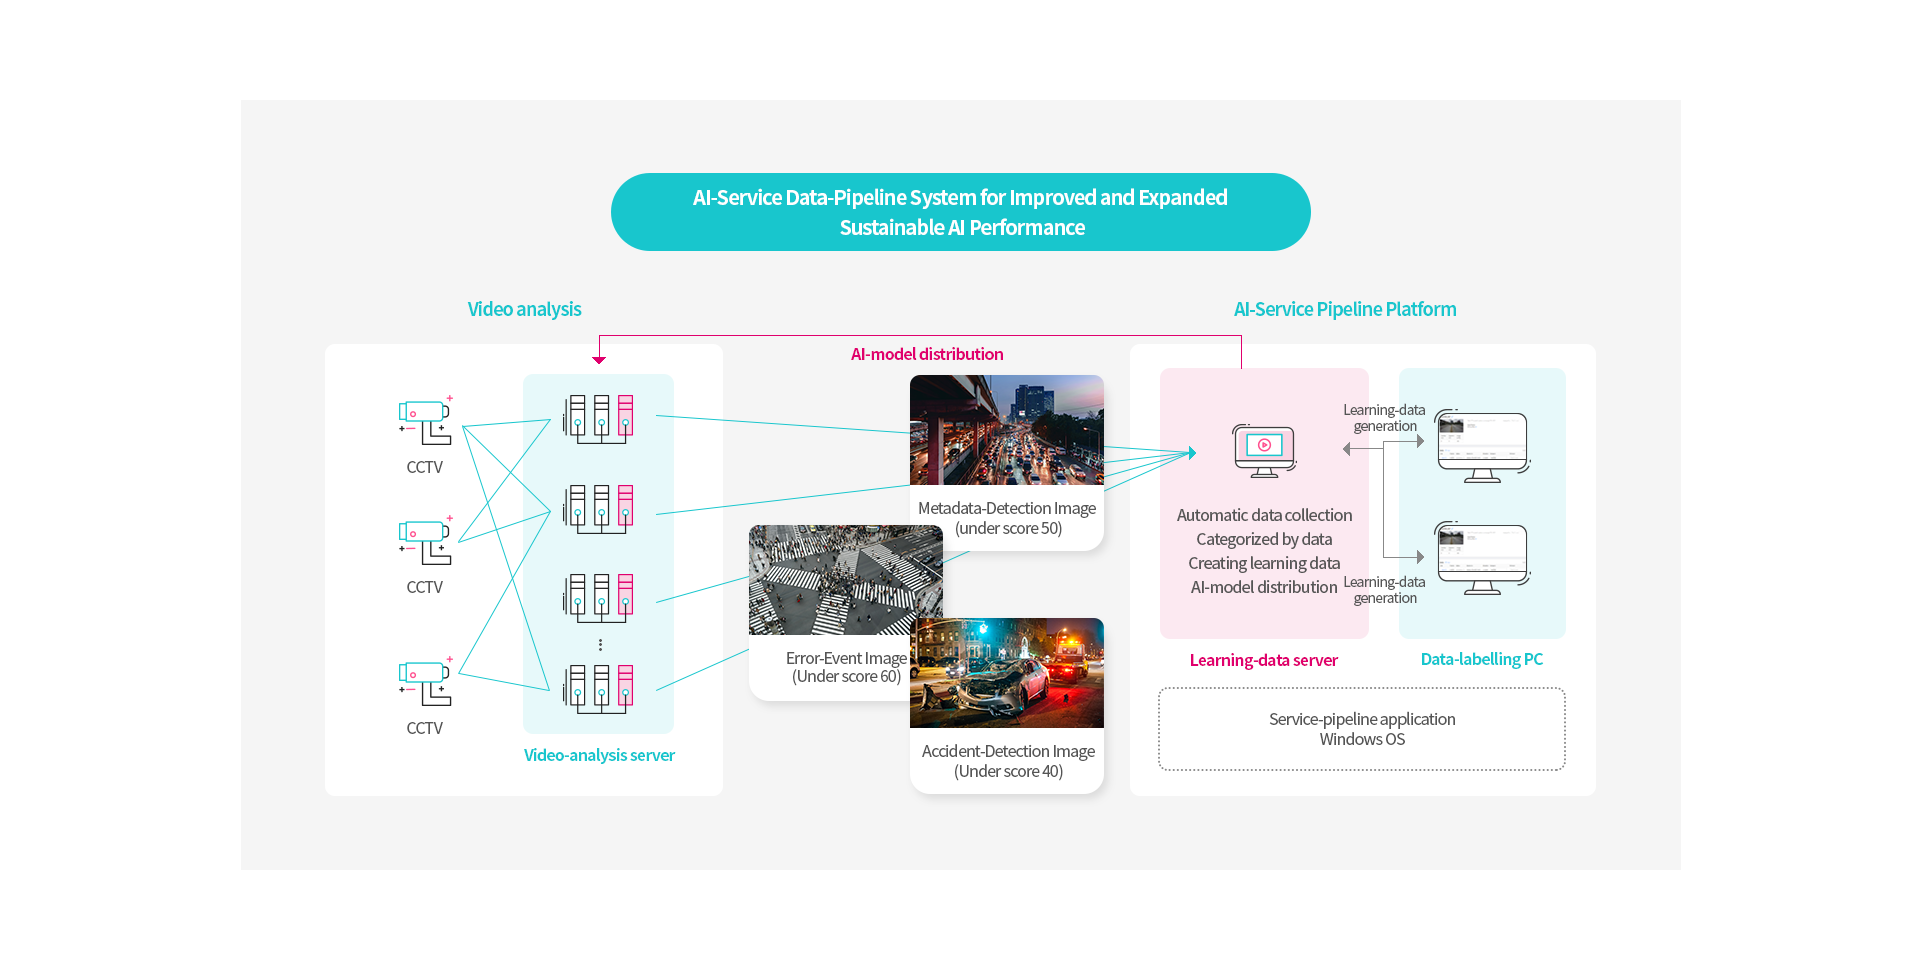 AI-Service Data-Pipeline System for Improved and Expanded
Sustainable AI Performance
Video analysis
AI-Service Pipeline Platform
AI-model distribution
CCTV
CCTV
CCTV
Video-analysis server
Metadata-Detection Image
(under score 50)
Error-Event Image
(Under score 60)
Accident-Detection Image
(Under score 40)
Automatic data collection
Categorized by data
Creating learning data
AI-model distribution
Learning-data server
Learning-data
generation
Learning-data
generation
Data-labelling PC
Service-pipeline application
Windows OS